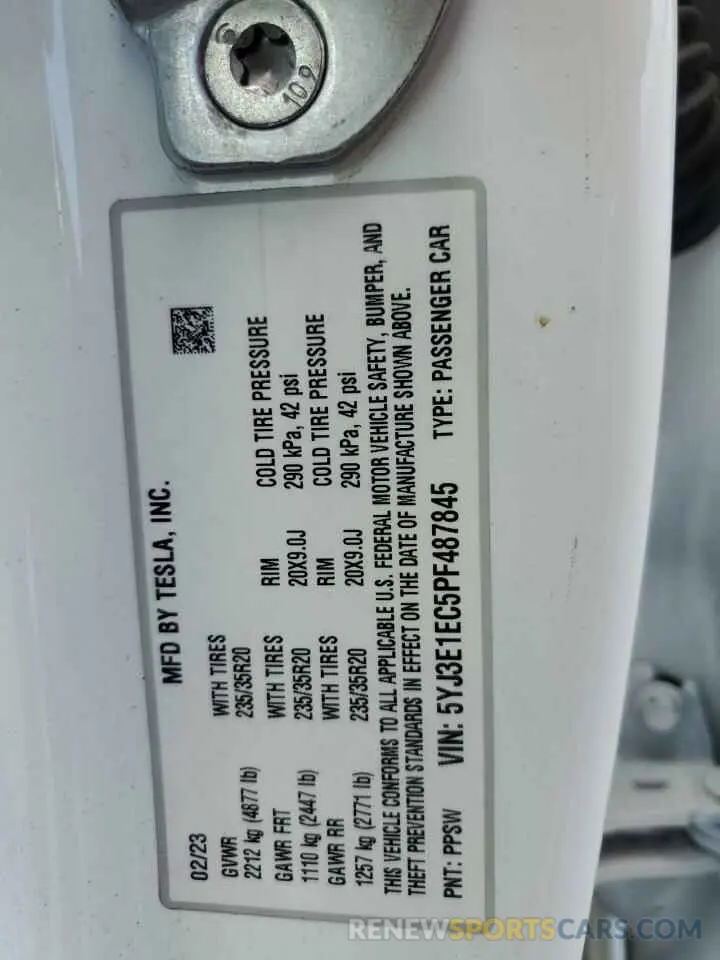 6
10.9
MFD BY TESLA, INC.
02/23
GVWR WITH TIRES
2212 kg (4877 lb) 235/35R20
GAWR FRT WITH TIRES RIM COLD TIRE PRESSURE
1110 kg (2447 lb) 235/35R20 20X9.0J 290 kPa, 42 psi
GAWR RR WITH TIRES RIM COLD TIRE PRESSURE
1257 kg (2771 lb) 235/35R20 20X9.0J 290 kPa, 42 psi
THIS VEHICLE CONFORMS TO ALL APPLICABLE U.S. FEDERAL MOTOR VEHICLE SAFETY, BUMPER, AND
THEFT PREVENTION STANDARDS IN EFFECT ON THE DATE OF MANUFACTURE SHOWN ABOVE.
PNT: PPSW VIN: 5YJ3E1EC5PF487845 TYPE: PASSENGER CAR
RENEWSPORTSCARS.COM